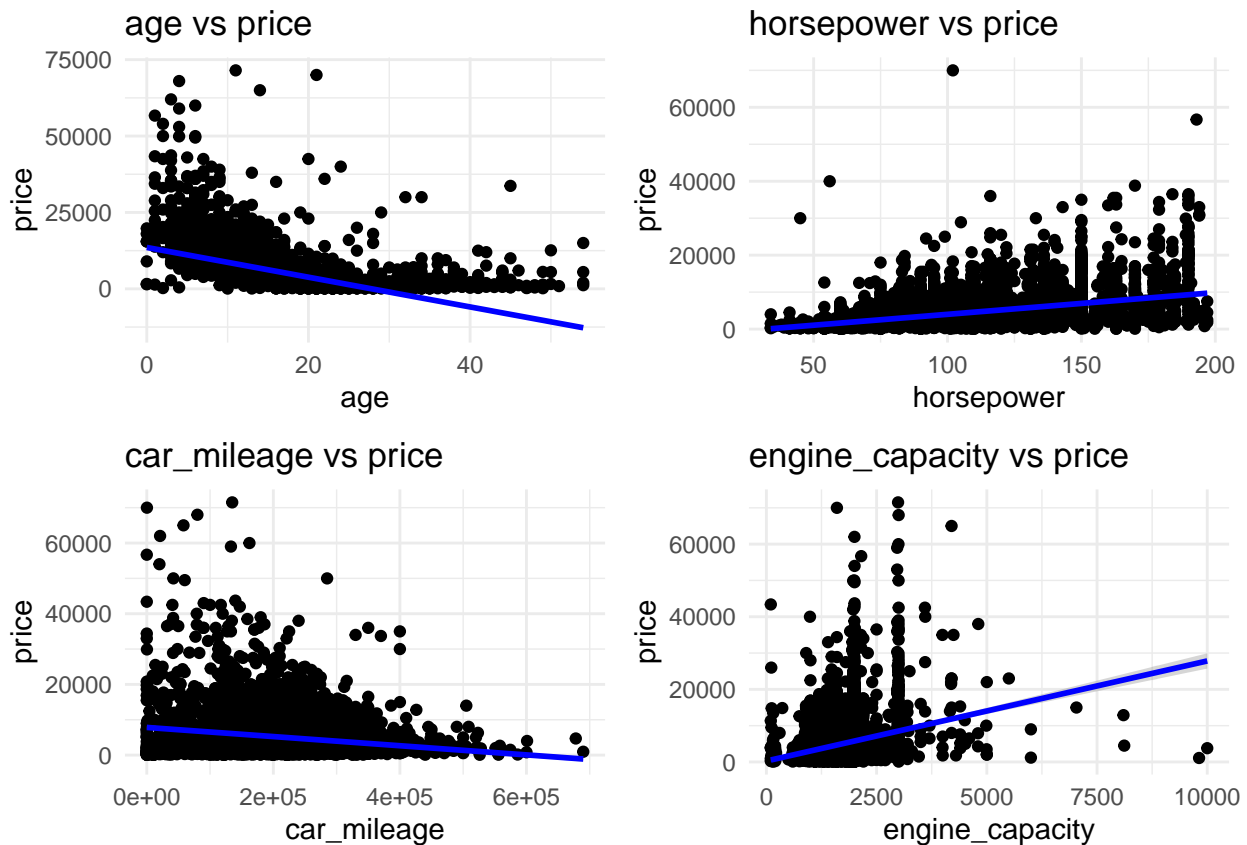 age vs price
75000
50000
25000
0
price
0
20
40
age
horsepower vs price
60000
40000
20000
0
price
50
100
150
200
horsepower
car_mileage vs price
60000
40000
20000
0
price
0e+00
2e+05
4e+05
6e+05
car_mileage
engine_capacity vs price
60000
40000
20000
0
price
0
2500
5000
7500
10000
engine_capacity